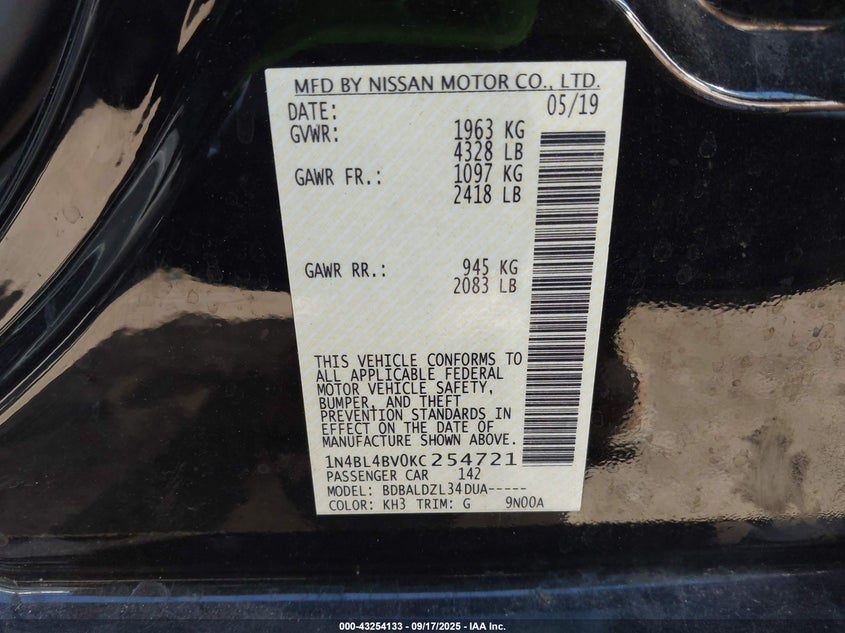 MFD BY NISSAN MOTOR CO., LTD.
DATE: 05/19
GVWR: 1963 KG
4328 LB
GAWR FR.: 1097 KG
2418 LB
GAWR RR.: 945 KG
2083 LB
THIS VEHICLE CONFORMS TO
ALL APPLICABLE FEDERAL
MOTOR VEHICLE SAFETY,
BUMPER, AND THEFT
PREVENTION STANDARDS IN
EFFECT ON THE DATE OF
MANUFACTURE SHOWN ABOVE.
1N4BL4BV0KC254721
PASSENGER CAR 142
MODEL: BDBALDZL34DUA-----
COLOR: KH3 TRIM: G 9N00A
000-43254133 - 09/17/2025 - IAA Inc.